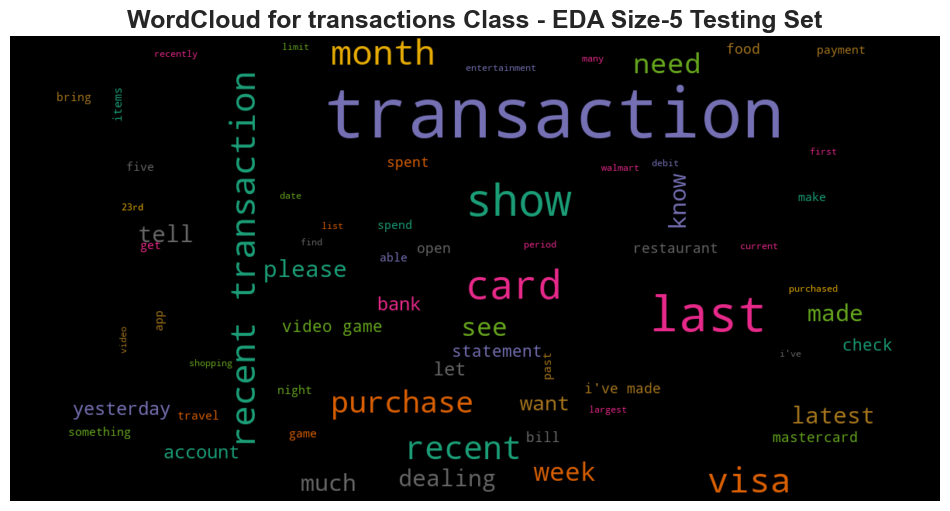 WordCloud for transactions Class - EDA Size-5 Testing Set
recently
limit
month
entertainment
many
need
food
payment
bring
items
recent transaction
transaction
five
spent
walmart
debit
first
23rd
date
show
know
make
tell
get
list
spend
find
open
period
restaurant
current
please
able
card
purchased
bank
last
made
video
app
video game
see
statement
check
shopping
let
past
i've
yesterday
travel
night
purchase
want
i've made
largest
latest
something
game
recent
bill
mastercard
account
much
dealing
week
visa